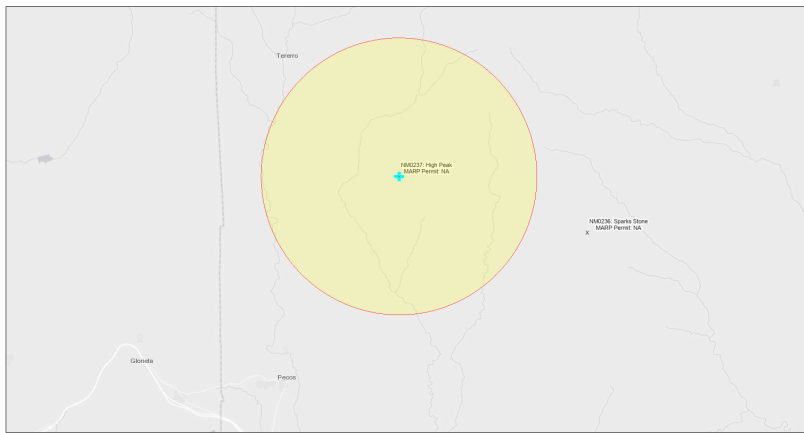 Tererro
NM0237: High Peak
MARP Permit: NA
NM0236: Sparks Stone
MARP Permit: NA
Glorieta
Pecos